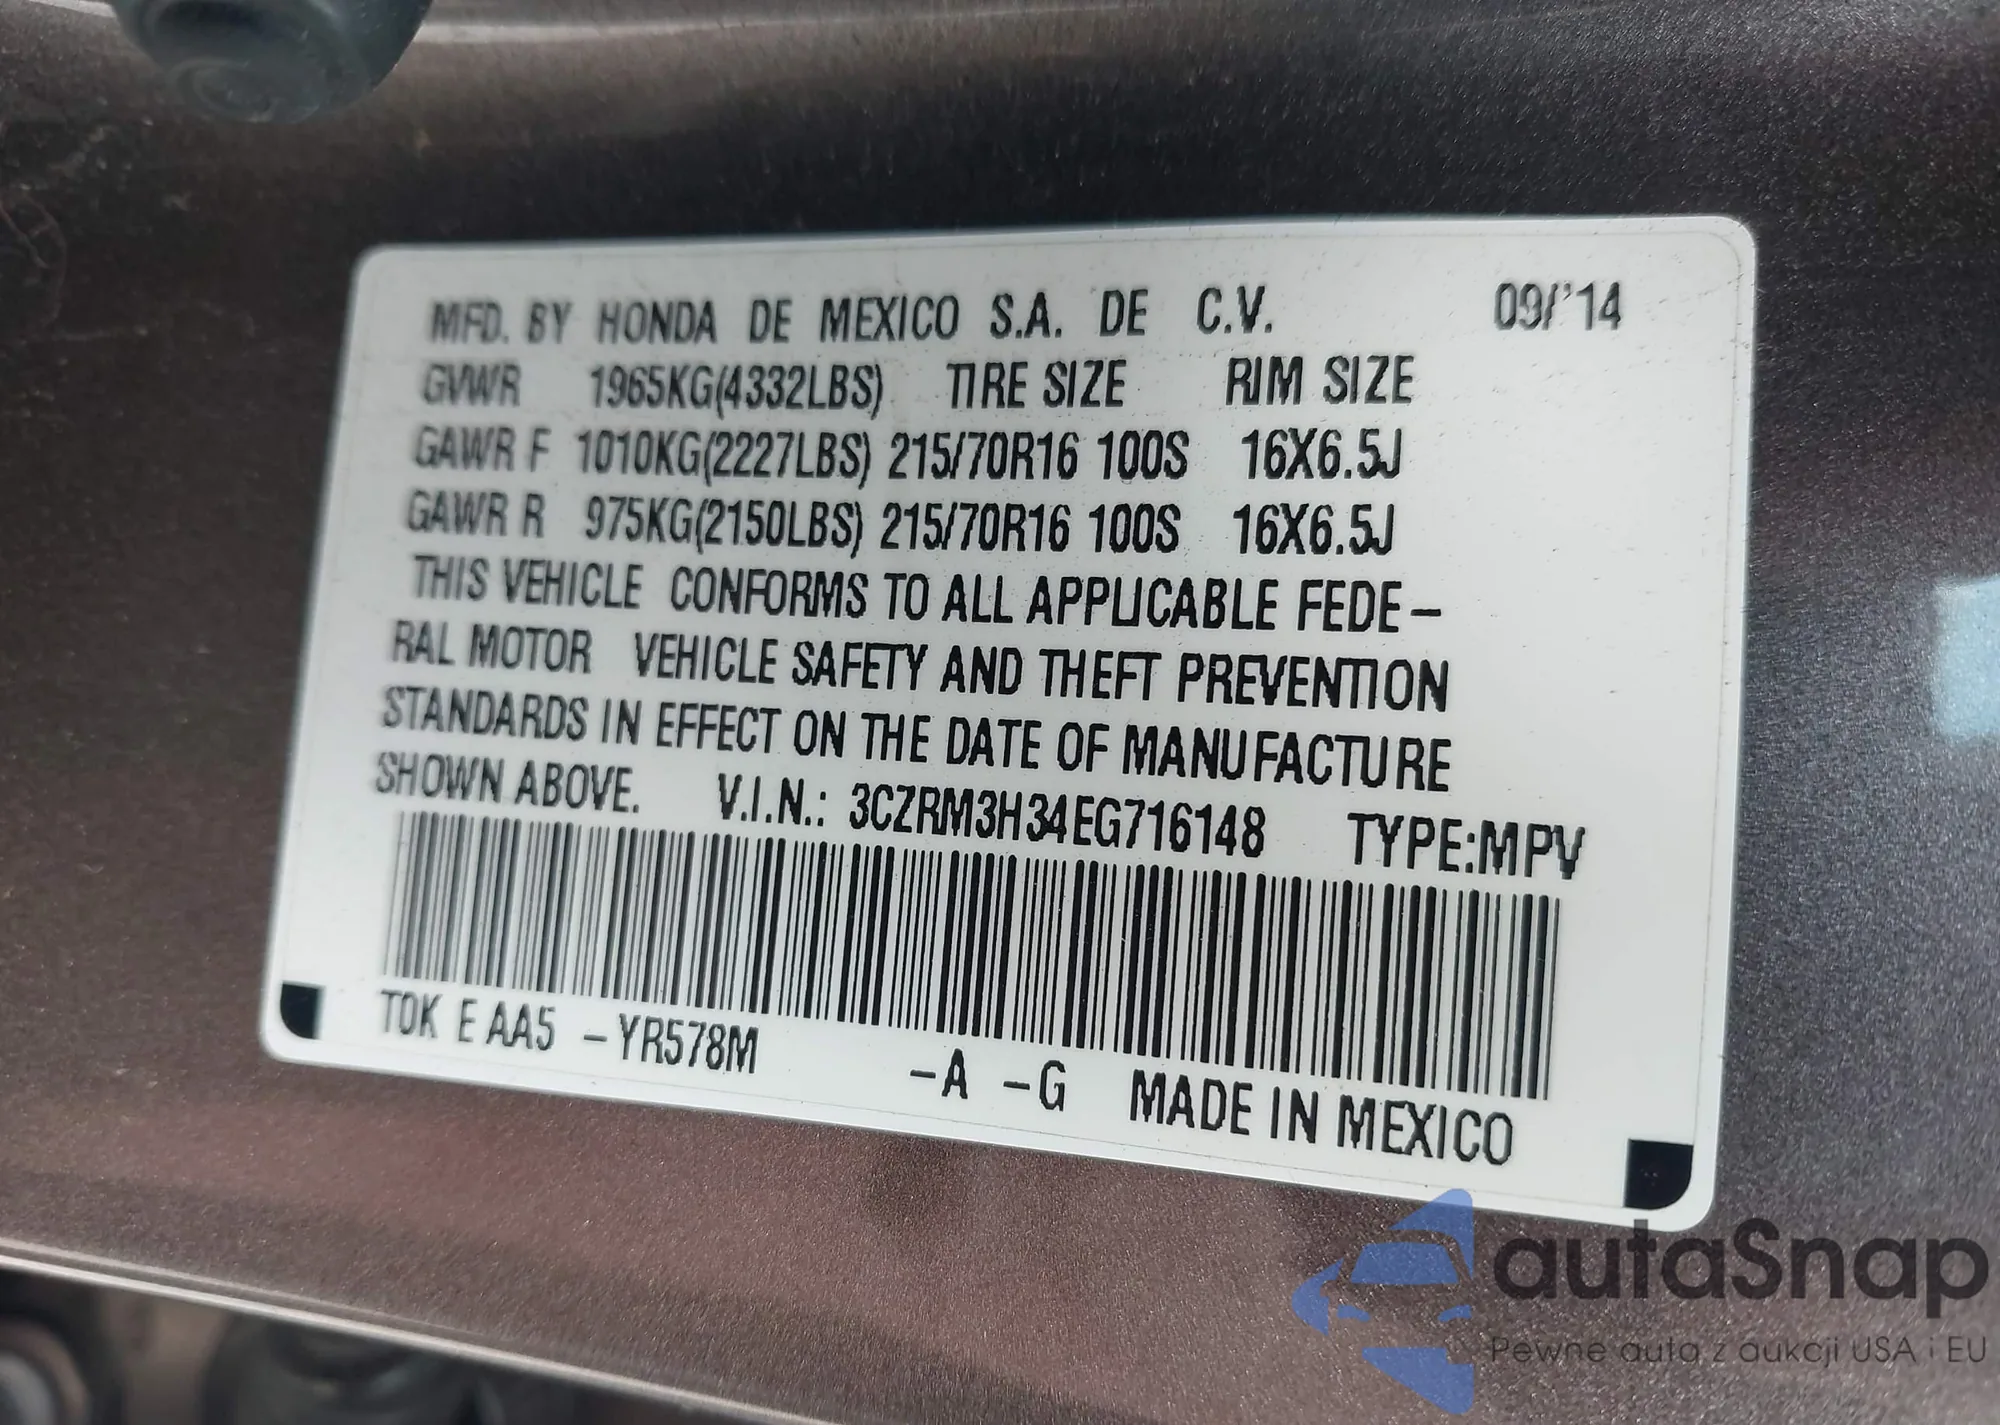 MFD. BY HONDA DE MEXICO S.A. DE C.V. 09/'14
GVWR 1965KG(4332LBS) TIRE SIZE RIM SIZE
GAWR F 1010KG(2227LBS) 215/70R16 100S 16X6.5J
GAWR R 975KG(2150LBS) 215/70R16 100S 16X6.5J
THIS VEHICLE CONFORMS TO ALL APPLICABLE FEDE-
RAL MOTOR VEHICLE SAFETY AND THEFT PREVENTION
STANDARDS IN EFFECT ON THE DATE OF MANUFACTURE
SHOWN ABOVE. V.I.N.: 3CZRM3H34EG716148 TYPE:MPV
TOK E AA5 -YR578M -A -G MADE IN MEXICO
autaSnap
Pewne auta z aukcji USA i EU